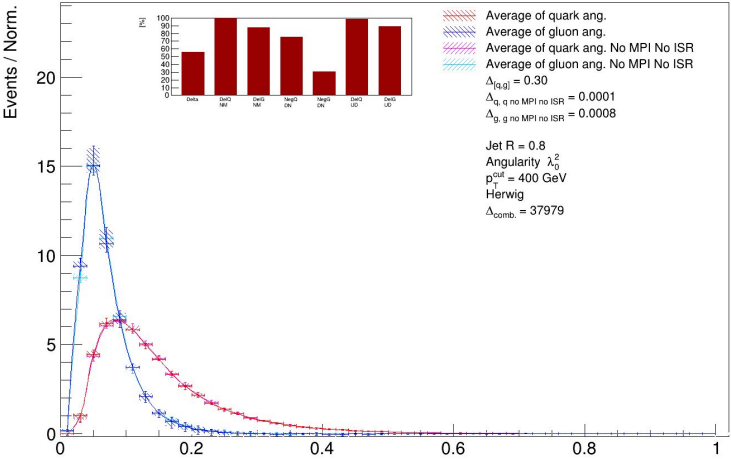 Events / Norm.
[%]
100
90
80
70
60
50
40
30
20
10
0
Delta
DelQ
NM
DelG
NM
NegQ
DN
NegG
DN
DelQ
UD
DelG
UD
Average of quark ang.
Average of gluon ang.
Average of quark ang. No MPI No ISR
Average of gluon ang. No MPI No ISR
Δ[q,g] = 0.30
Δq, q no MPI no ISR = 0.0001
Δg, g no MPI no ISR = 0.0008
Jet R = 0.8
Angularity λ²₀
pTcut = 400 GeV
Herwig
Δcomb. = 37979
20
15
10
5
0
0 0.2 0.4 0.6 0.8 1